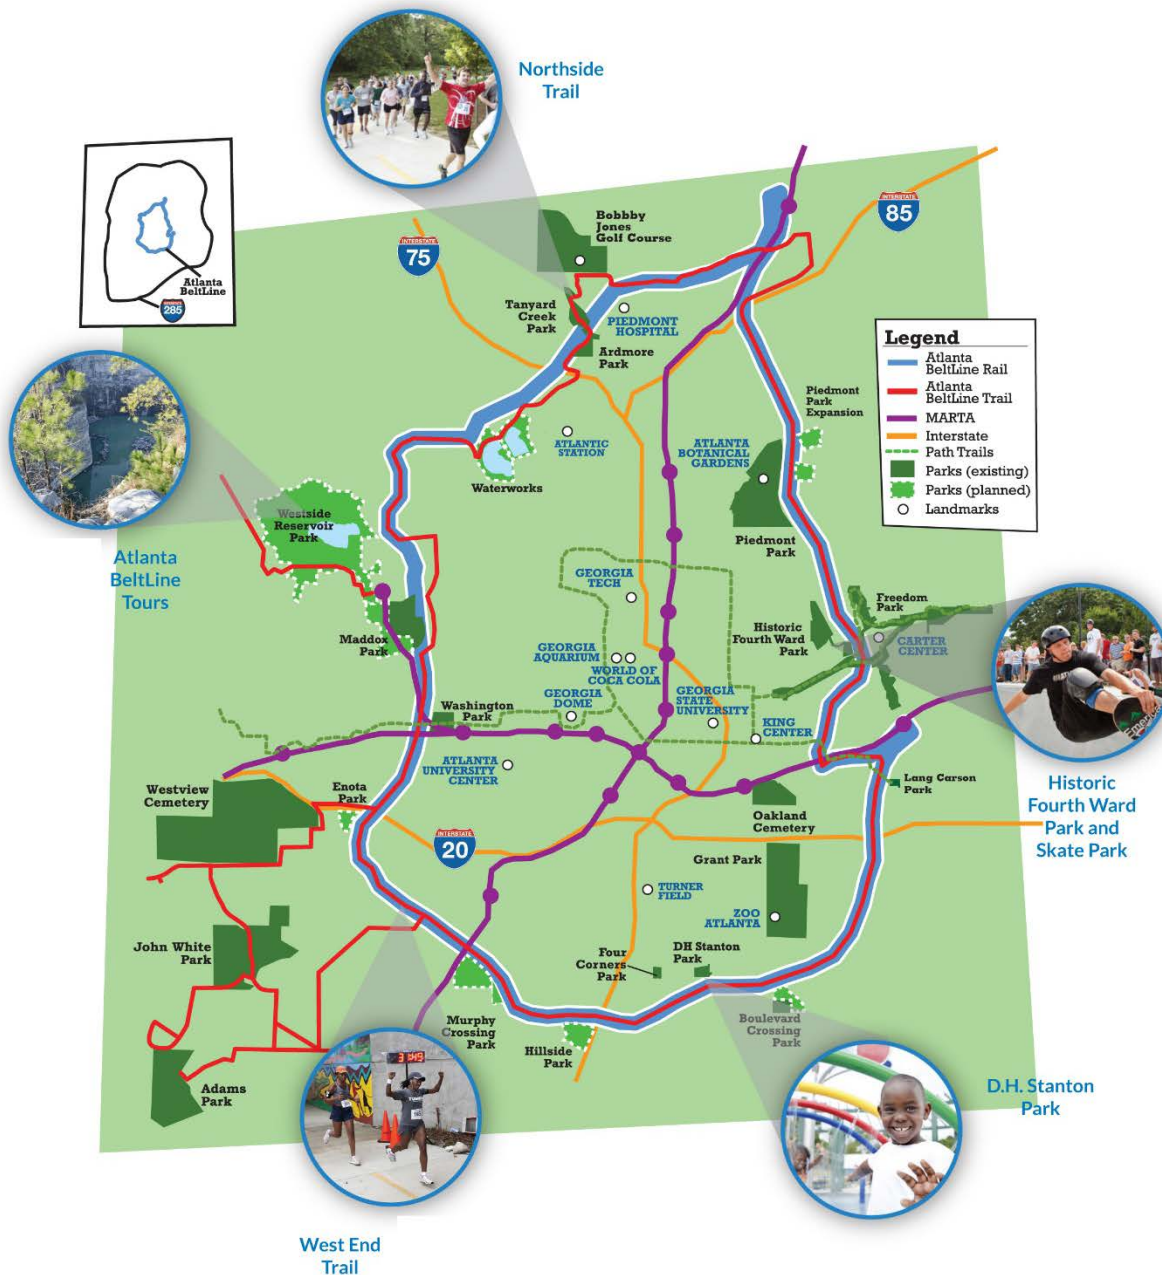 Northside
Trail
INTERSTATE
85
INTERSTATE
75
Bobbby
Jones
Golf Course
Atlanta
BeltLine
285
Tanyard
Creek
Park
PIEDMONT
HOSPITAL
Ardmore
Park
Legend
Atlanta
BeltLine Rail
Atlanta
BeltLine Trail
MARTA
Interstate
Path Trails
Parks (existing)
Parks (planned)
Landmarks
Piedmont
Park
Expansion
ATLANTIC
STATION
ATLANTA
BOTANICAL
GARDENS
Waterworks
Westside
Reservoir
Park
Piedmont
Park
Atlanta
BeltLine
Tours
GEORGIA
TECH
Freedom
Park
Historic
Fourth Ward
Park
CARTER
CENTER
Maddox
Park
GEORGIA
AQUARIUM
WORLD OF
COCA COLA
GEORGIA
STATE
UNIVERSITY
GEORGIA
DOME
Washington
Park
KING
CENTER
ATLANTA
UNIVERSITY
CENTER
Lang Carson
Park
Westview
Cemetery
Enota
Park
Historic
Fourth Ward
Park and
Skate Park
Oakland
Cemetery
INTERSTATE
20
Grant Park
TURNER
FIELD
ZOO
ATLANTA
John White
Park
Four
Corners
Park
DH Stanton
Park
Murphy
Crossing
Park
Boulevard
Crossing
Park
Hillside
Park
Adams
Park
D.H. Stanton
Park
West End
Trail